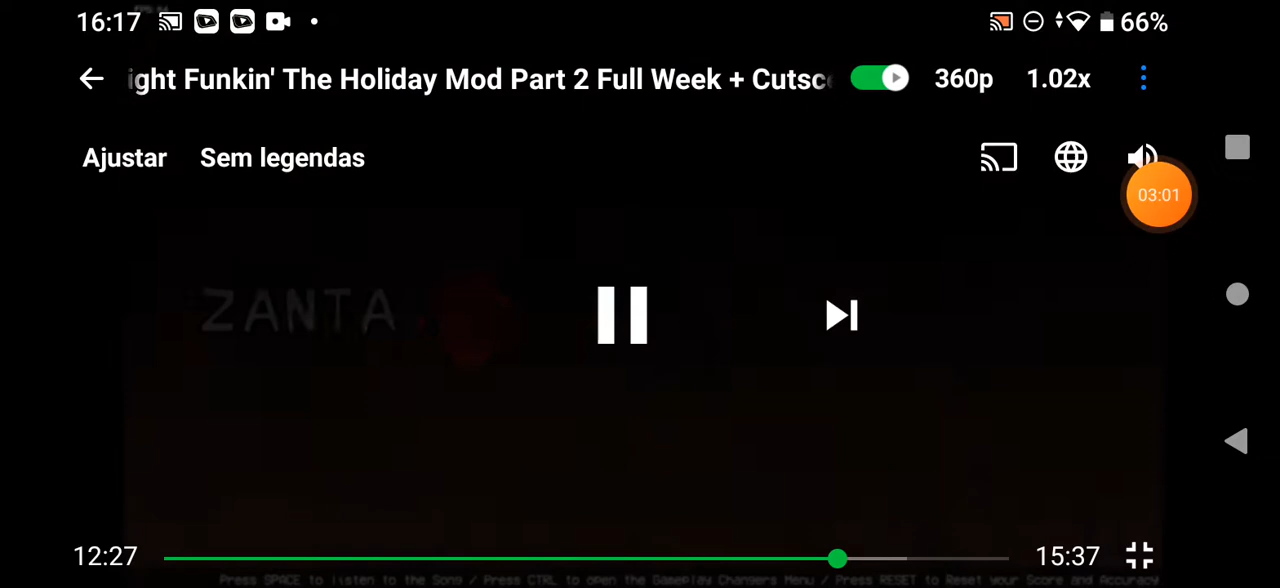 16:17 66%
ight Funkin' The Holiday Mod Part 2 Full Week + Cutsc 360p 1.02x
Ajustar Sem legendas
03:01
ZANTA
12:27 15:37
Press SPACE to listen to the Song / Press CTRL to open the Gameplay Changers Menu / Press RESET to Reset your Score and Accuracy